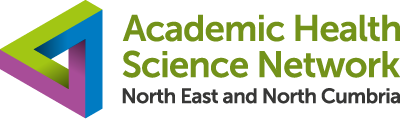 Academic Health
Science Network
North East and North Cumbria